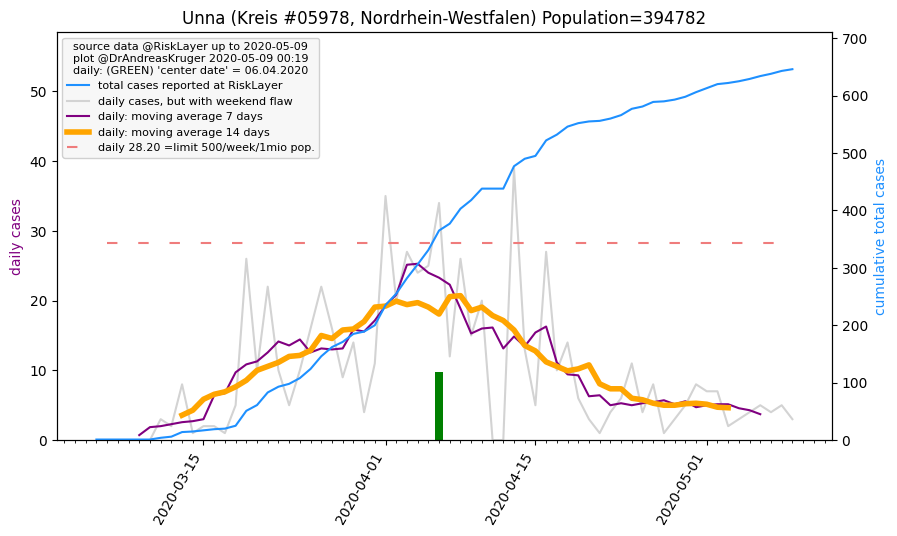 Unna (Kreis #05978, Nordrhein-Westfalen) Population=394782
source data @RiskLayer up to 2020-05-09
plot @DrAndreasKruger 2020-05-09 00:19
daily: (GREEN) 'center date' = 06.04.2020
total cases reported at RiskLayer
daily cases, but with weekend flaw
daily: moving average 7 days
daily: moving average 14 days
daily 28.20 =limit 500/week/1mio pop.
daily cases
50
40
30
20
10
0
700
600
500
400
300
200
100
0
cumulative total cases
2020-03-15
2020-04-01
2020-04-15
2020-05-01